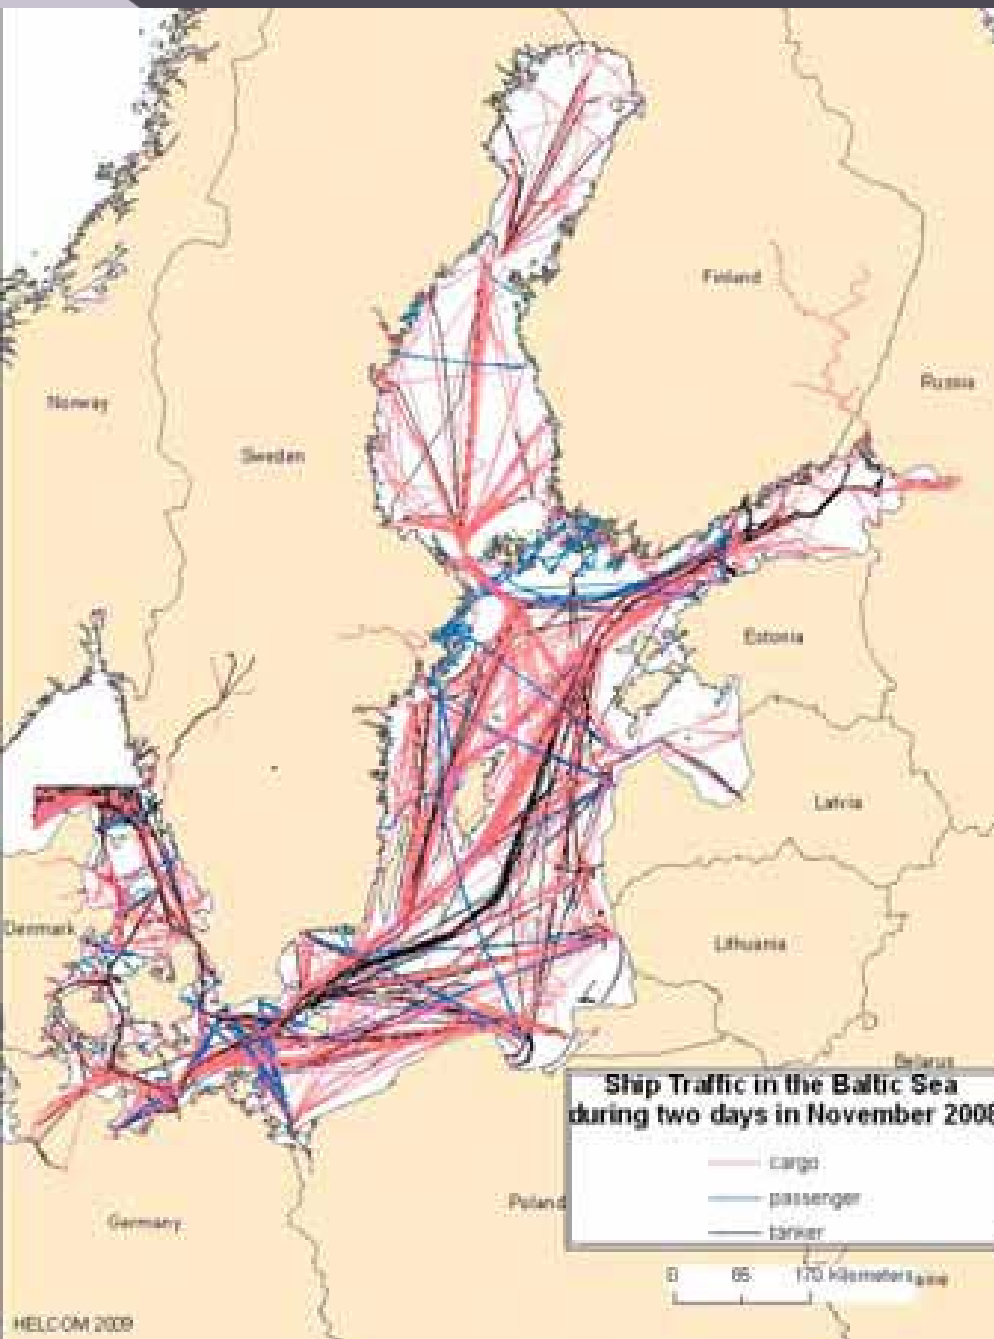 Finland
Russia
Norway
Sweden
Estonia
Latvia
Denmark
Lithuania
Belarus
Ship Traffic in the Baltic Sea
during two days in November 2008
cargo
passenger
tanker
Poland
Germany
0 85 170 Kilometers
HELCOM 2009